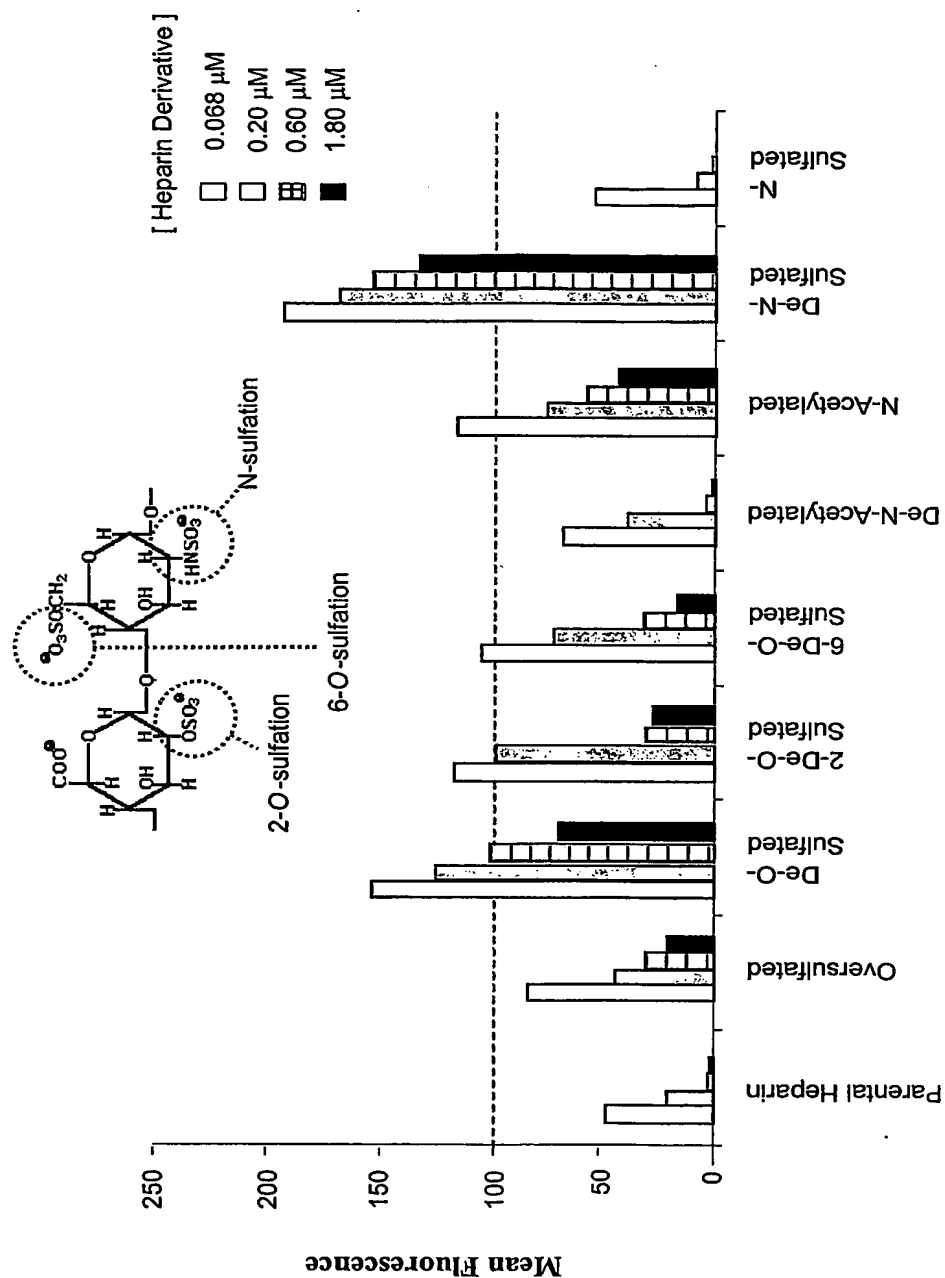 [ Heparin Derivative ]
0.068 µM
0.20 µM
0.60 µM
1.80 µM
COO⊖
O
H
H
OH
H
H
OSO₃⊖
O
⊖O₃SOCH₂
H
O
H
H
OH
H
H
HNSO₃⊖
O
2-O-sulfation
6-O-sulfation
N-sulfation
Mean Fluorescence
250
200
150
100
50
0
Parental Heparin
Oversulfated
De-O-
Sulfated
2-De-O-
Sulfated
6-De-O-
Sulfated
De-N-Acetylated
N-Acetylated
De-N-
Sulfated
N-
Sulfated